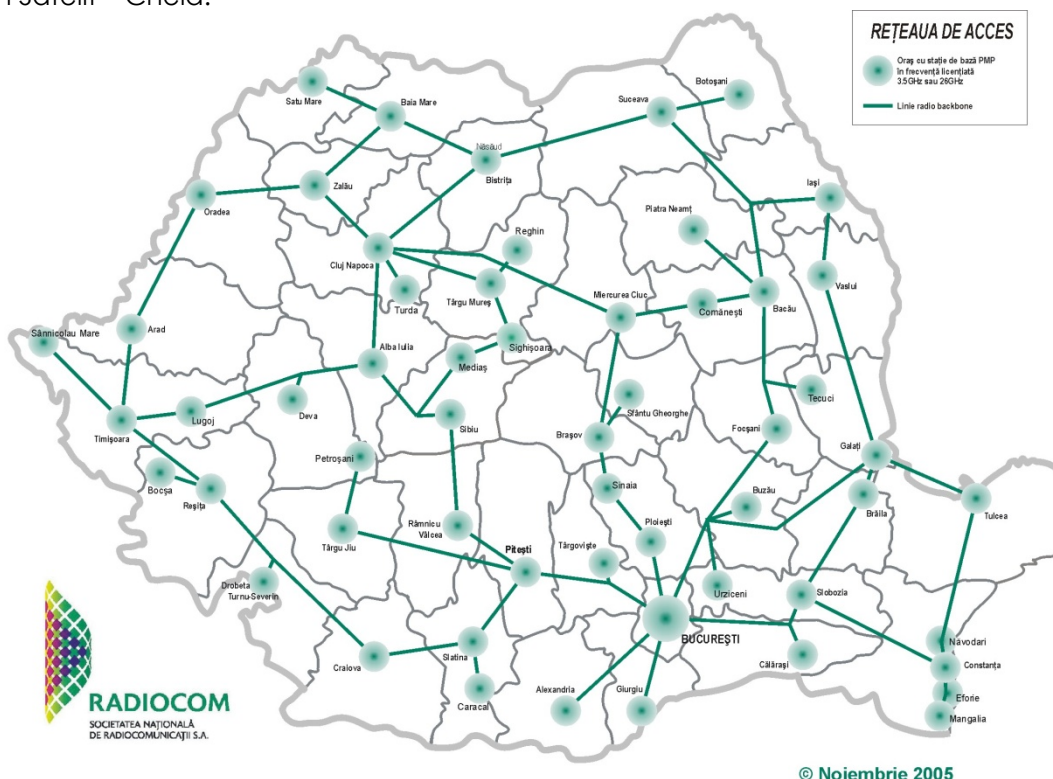 REȚEAUA DE ACCES
Oraș cu stație de bază PMP
în frecvență licențiată
3.5GHz sau 26GHz
Linie radio backbone
Satu Mare
Baia Mare
Suceava
Botoșani
Năsăud
Bistrița
Zalău
Oradea
Iași
Piatra Neamț
Reghin
Cluj Napoca
Târgu Mureș
Turda
Miercurea Ciuc
Comănești
Bacău
Vaslui
Sânnicolau Mare
Arad
Alba Iulia
Sighișoara
Mediaș
Lugoj
Deva
Sibiu
Sfântu Gheorghe
Tecuci
Timișoara
Brașov
Focșani
Galați
Petroșani
Bocșa
Reșița
Sinaia
Buzău
Brăila
Tulcea
Târgu Jiu
Râmnicu
Vâlcea
Ploiești
Pitești
Târgoviște
Drobeta
Turnu-Severin
Urziceni
Slobozia
BUCUREȘTI
Năvodari
Craiova
Slatina
Călărași
Constanța
Caracal
Alexandria
Giurgiu
Eforie
Mangalia
RADIOCOM
SOCIETATEA NAȚIONALĂ
DE RADIOCOMUNICAȚII S.A.
© Noiembrie 2005